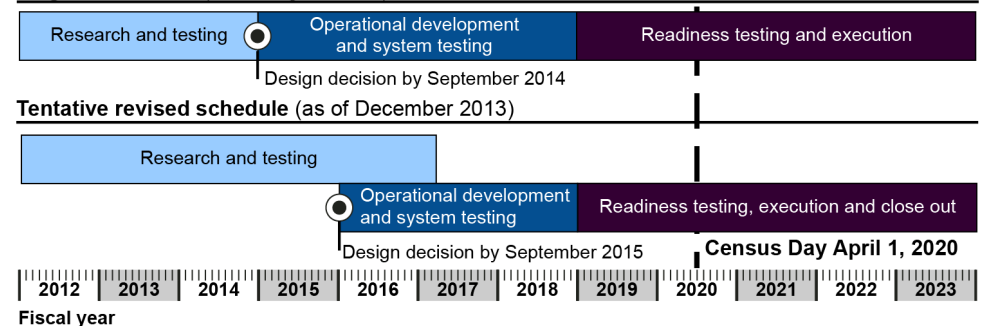 Research and testing
Operational development
and system testing
Readiness testing and execution
Design decision by September 2014
Tentative revised schedule (as of December 2013)
Research and testing
Operational development
and system testing
Readiness testing, execution and close out
Design decision by September 2015
Census Day April 1, 2020
2012 2013 2014 2015 2016 2017 2018 2019 2020 2021 2022 2023
Fiscal year